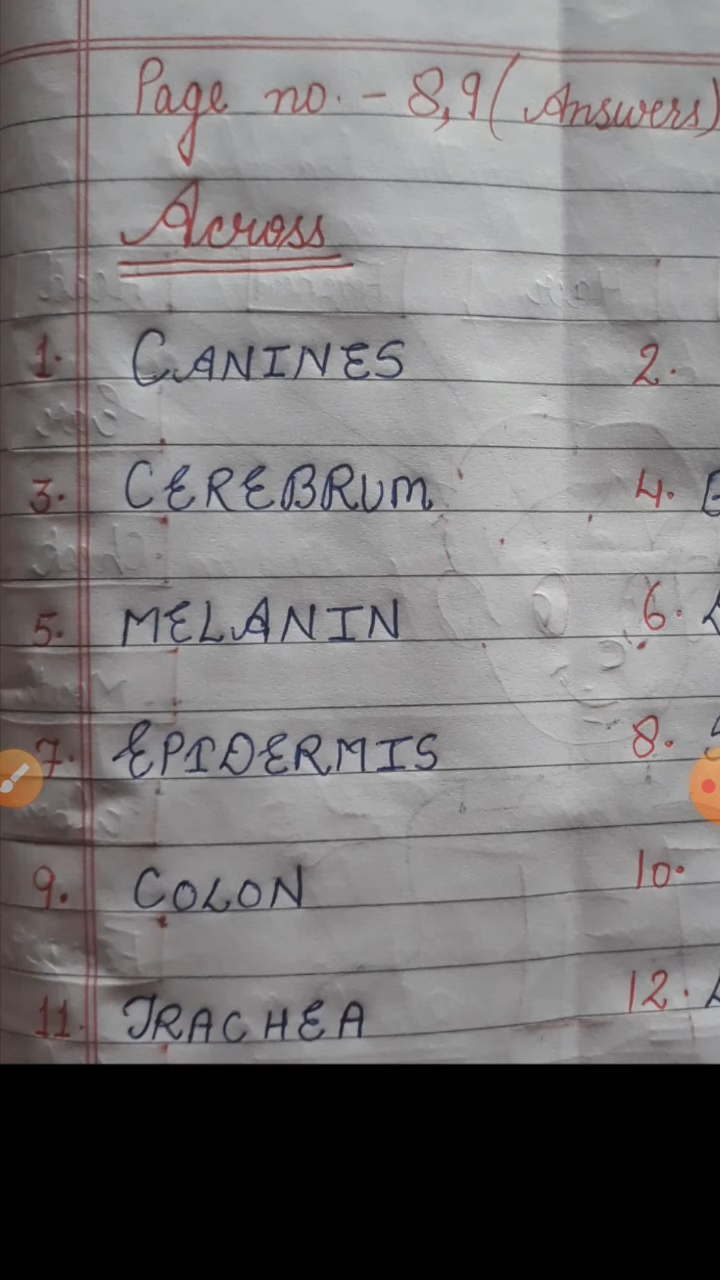 Page no. - 8,9 (Answers)
Across
1. CANINES 2.
3. CEREBRUM 4.
5. MELANIN 6.
7. EPIDERMIS 8.
9. COLON 10.
11. TRACHEA 12.